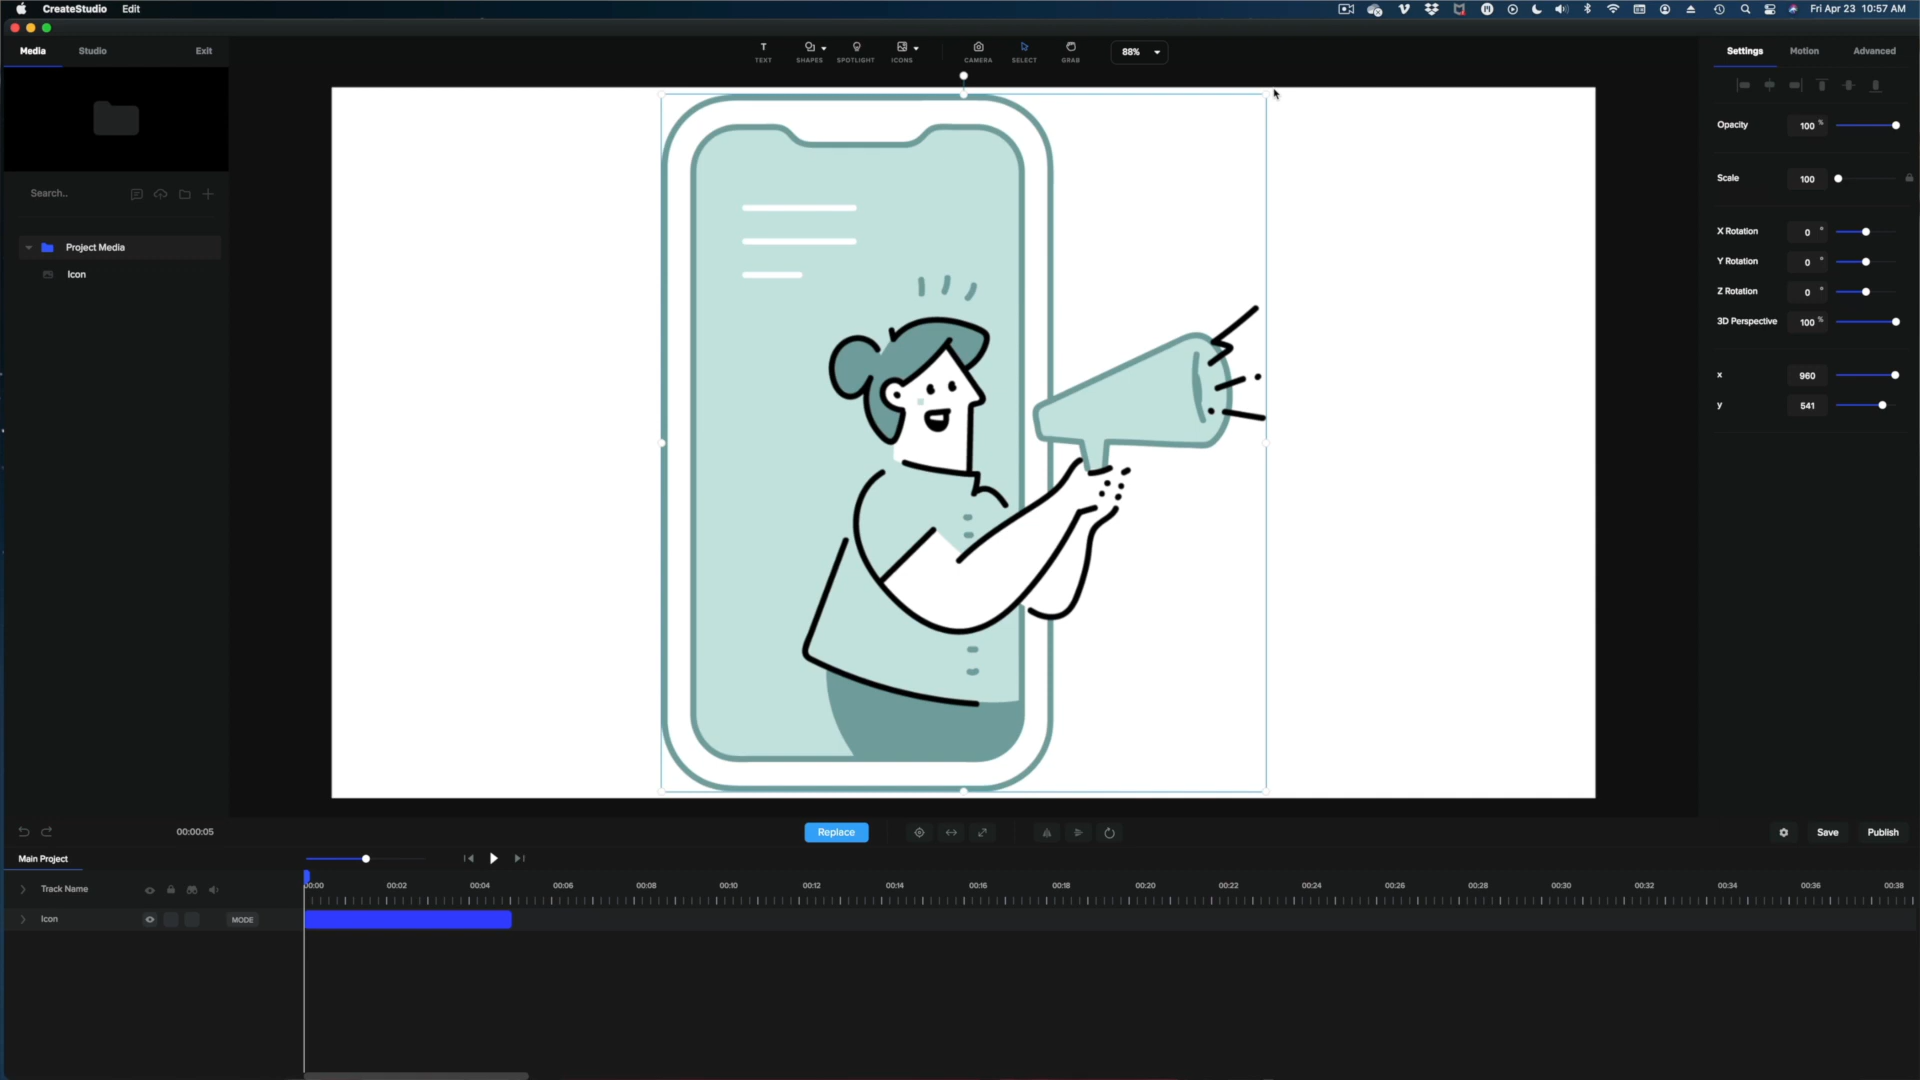 CreateStudio Edit Fri Apr 23 10:57 AM
Media Studio Exit
TEXT SHAPES SPOTLIGHT ICONS CAMERA SELECT GRAB 88%
Settings Motion Advanced
Opacity 100 %
Search..
Scale 100
X Rotation 0 °
Project Media
Y Rotation 0 °
Icon
Z Rotation 0 °
3D Perspective 100 %
x 960
y 541
00:00:05 Replace Save Publish
Main Project
Track Name 00:00 00:02 00:04 00:06 00:08 00:10 00:12 00:14 00:16 00:18 00:20 00:22 00:24 00:26 00:28 00:30 00:32 00:34 00:36 00:38
Icon MODE